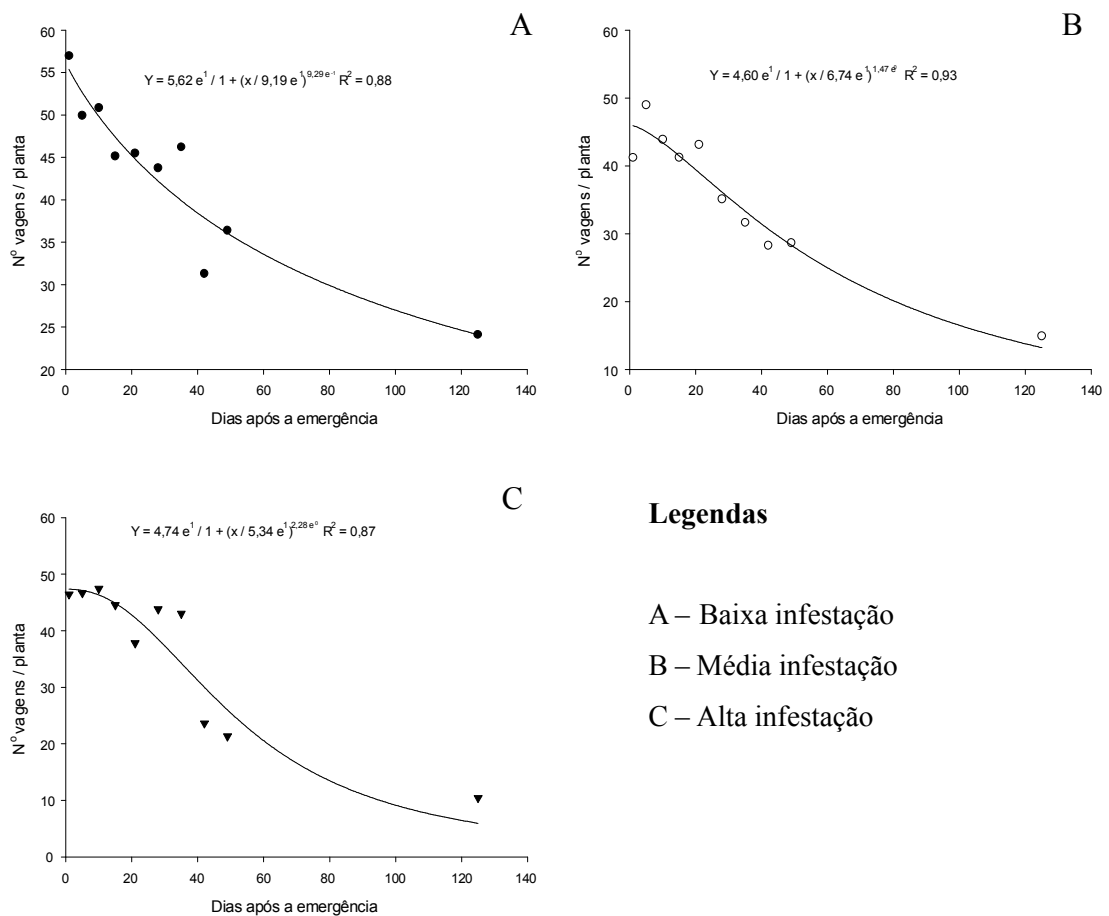 A
Y = 5,62 e¹ / 1 + (x / 9,19 e¹)⁹,²⁹ ᵉ⁻¹ R² = 0,88
60
55
50
45
40
35
30
25
20
Nº vagens / planta
0 20 40 60 80 100 120 140
Dias após a emergência
B
Y = 4,60 e¹ / 1 + (x / 6,74 e¹)¹,⁴⁷ ᵉ⁰ R² = 0,93
60
50
40
30
20
10
Nº vagens / planta
0 20 40 60 80 100 120 140
Dias após a emergência
C
Y = 4,74 e¹ / 1 + (x / 5,34 e¹)²,²⁸ ᵉ⁰ R² = 0,87
60
50
40
30
20
10
0
Nº vagens / planta
0 20 40 60 80 100 120 140
Dias após a emergência
Legendas
A – Baixa infestação
B – Média infestação
C – Alta infestação